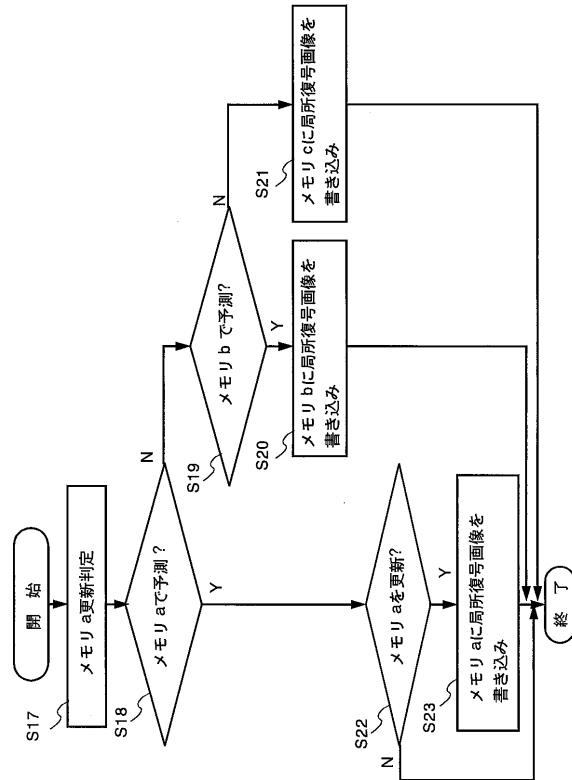 開 始
S17
メモリ a更新判定
S18
メモリ aで予測 ?
N
Y
S19
メモリ b で予測?
N
Y
S20
メモリ bに局所復号画像を
書き込み
S21
メモリ cに局所復号画像を
書き込み
S22
メモリ aを更新?
N
Y
S23
メモリ aに局所復号画像を
書き込み
終 了